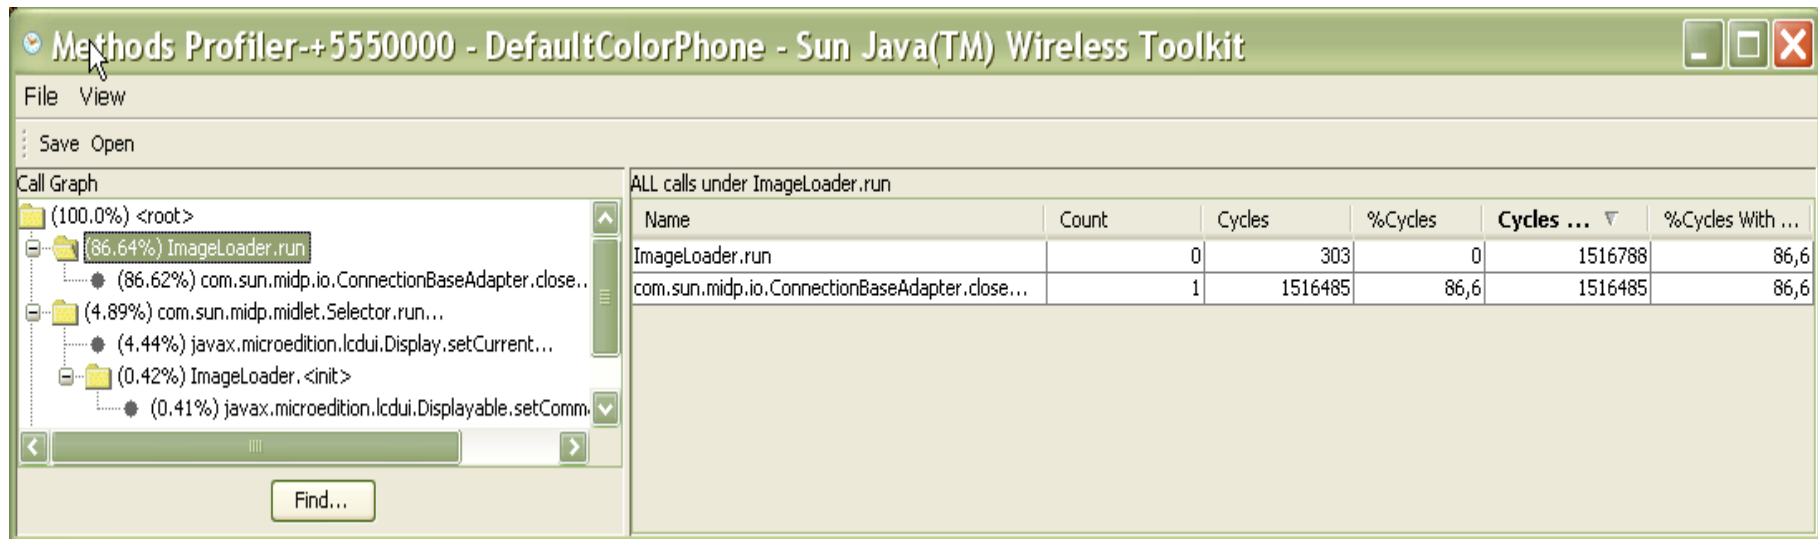 Methods Profiler-+5550000 - DefaultColorPhone - Sun Java(TM) Wireless Toolkit
File View
Save Open
Call Graph
(100.0%) <root>
(86.64%) ImageLoader.run
(86.62%) com.sun.midp.io.ConnectionBaseAdapter.close..
(4.89%) com.sun.midp.midlet.Selector.run...
(4.44%) javax.microedition.lcdui.Display.setCurrent...
(0.42%) ImageLoader.<init>
(0.41%) javax.microedition.lcdui.Displayable.setComm
Find...
ALL calls under ImageLoader.run
Name Count Cycles %Cycles Cycles ... %Cycles With ...
ImageLoader.run 0 303 0 1516788 86,6
com.sun.midp.io.ConnectionBaseAdapter.close... 1 1516485 86,6 1516485 86,6